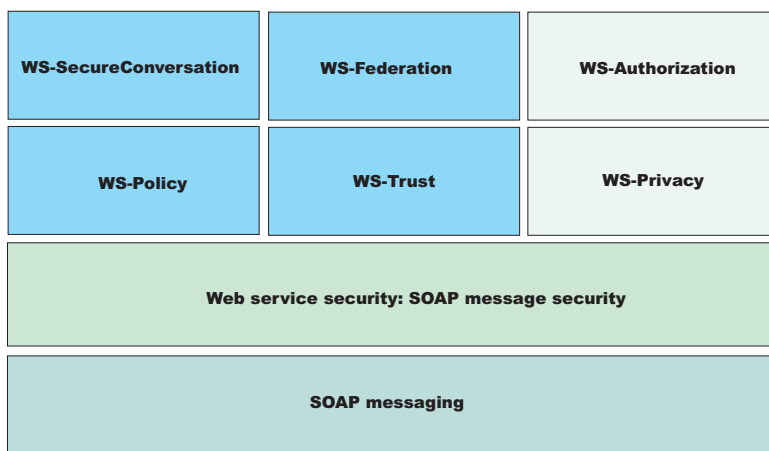 WS-SecureConversation
WS-Federation
WS-Authorization
WS-Policy
WS-Trust
WS-Privacy
Web service security: SOAP message security
SOAP messaging